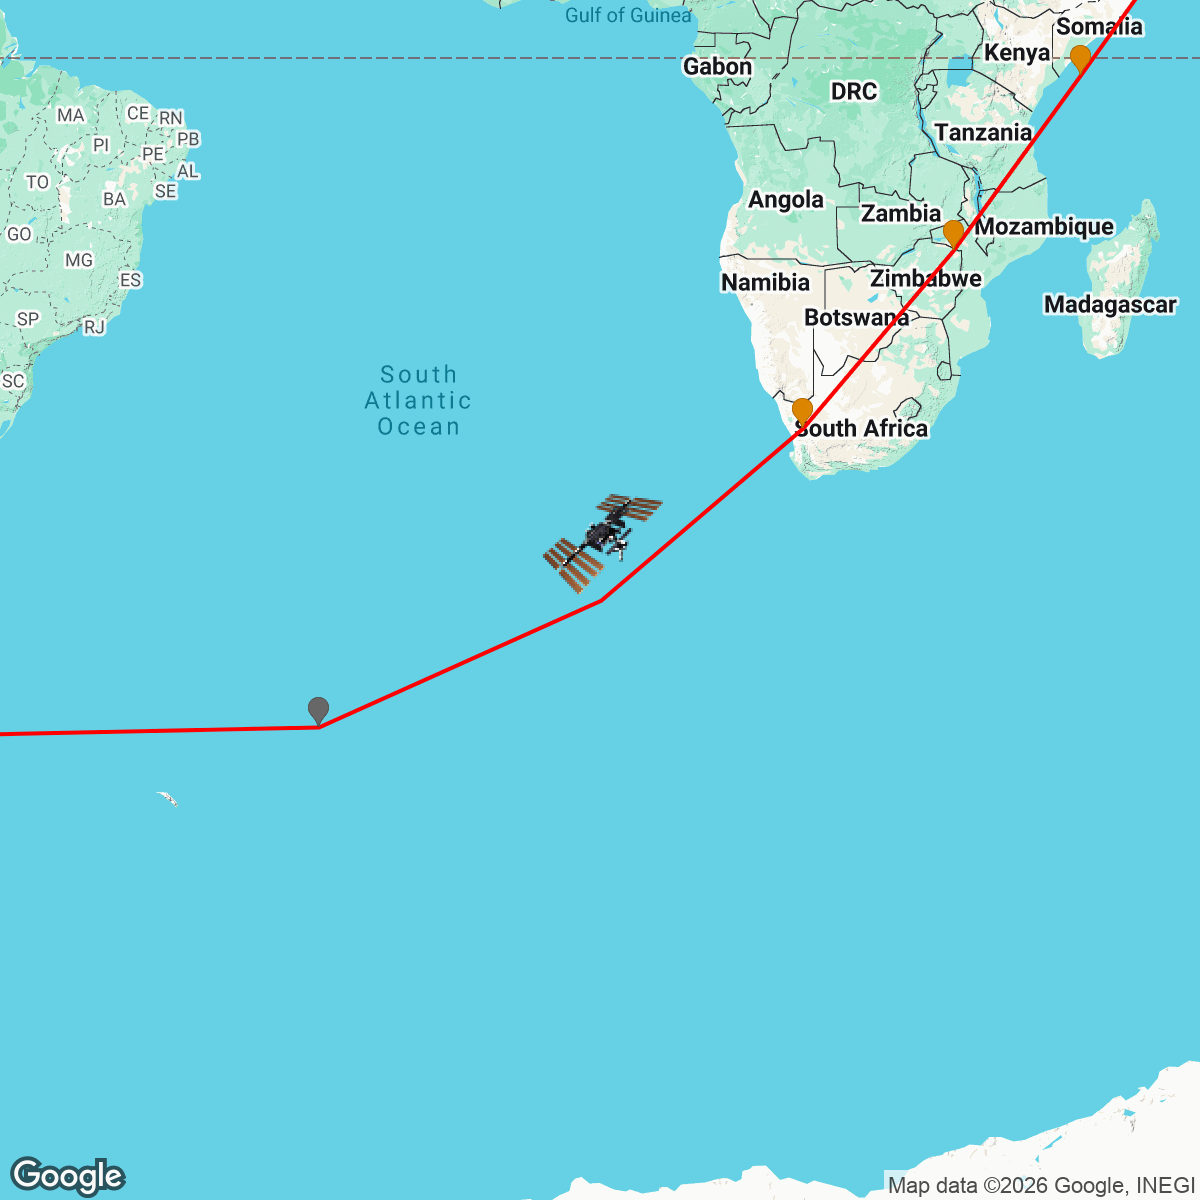 Gulf of Guinea
Somalia
Kenya
Gabon
DRC
MA
CE
RN
PB
PI
PE
Tanzania
AL
TO
SE
BA
Angola
Zambia
Mozambique
GO
MG
ES
Namibia
Zimbabwe
Madagascar
SP
RJ
Botswana
SC
South
Atlantic
Ocean
South Africa
Google
Map data ©2026 Google, INEGI